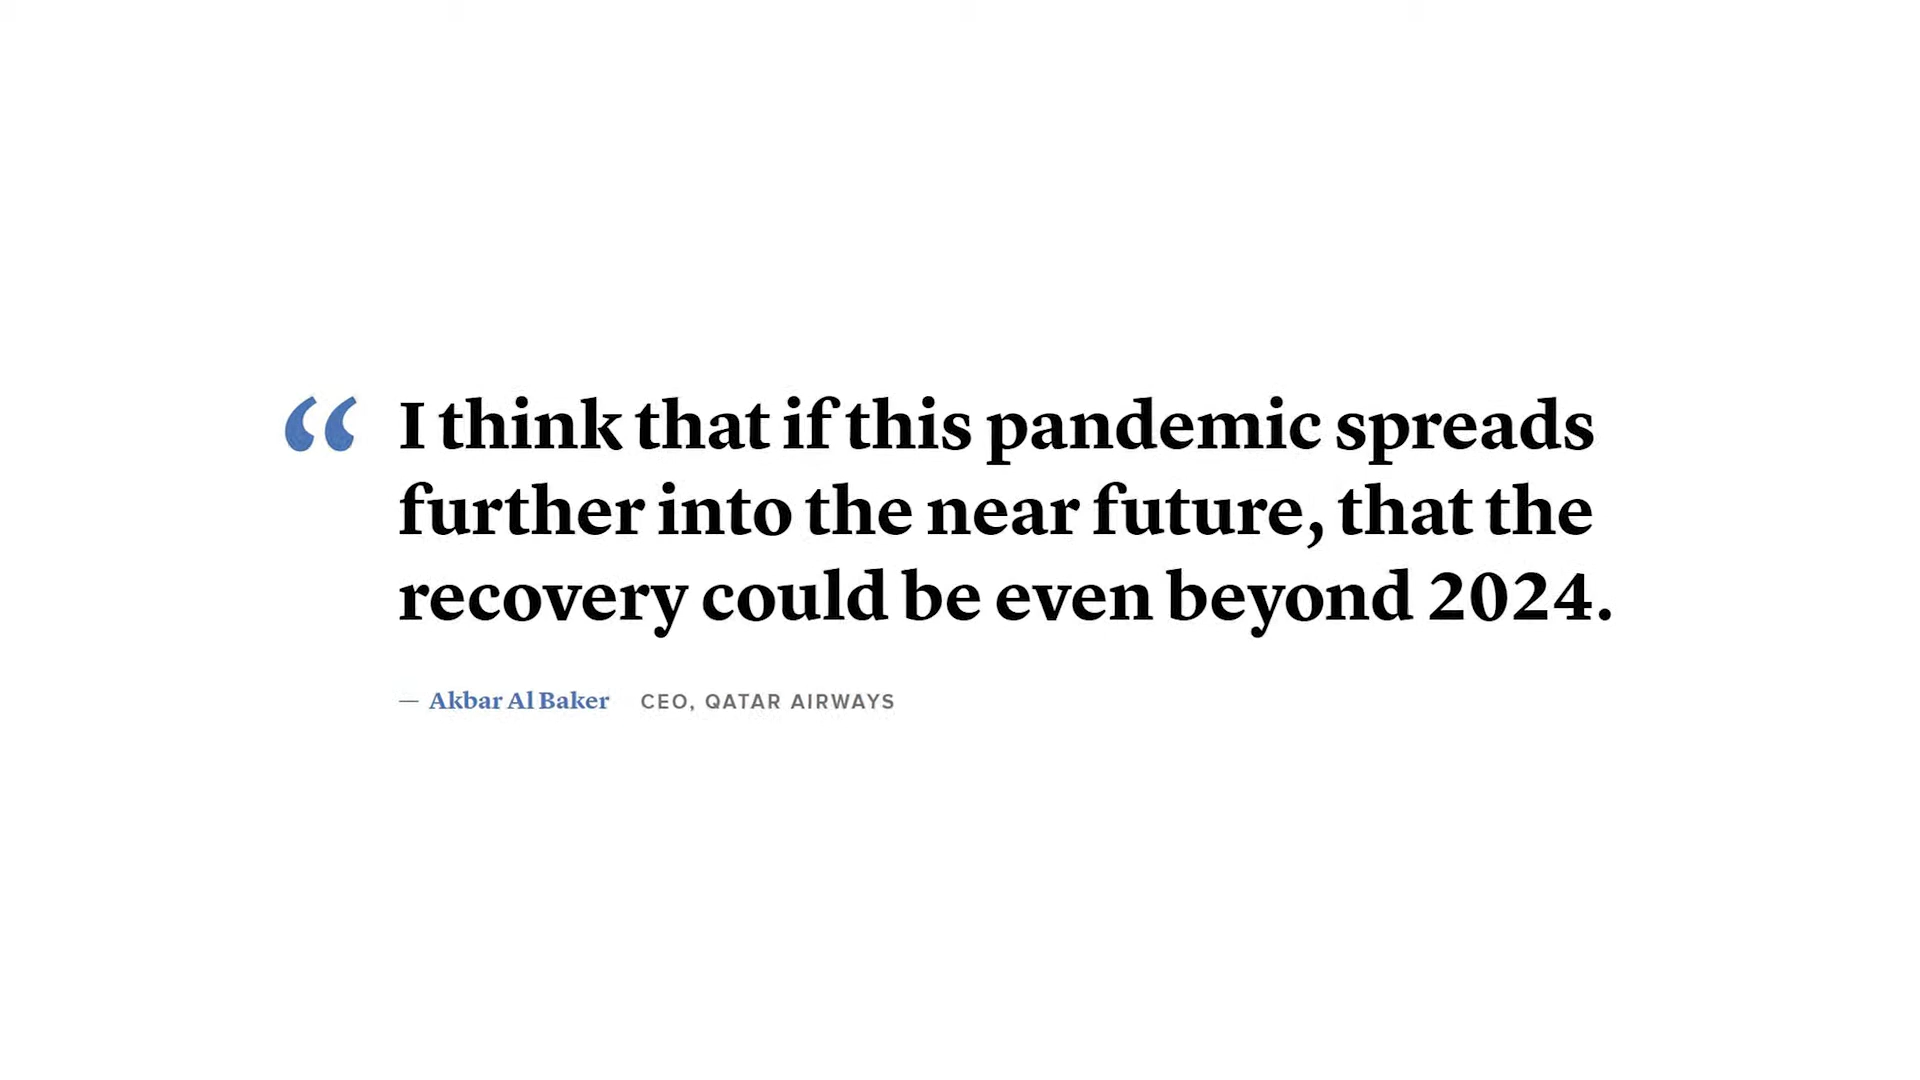 “ I think that if this pandemic spreads
further into the near future, that the
recovery could be even beyond 2024.
— Akbar Al Baker CEO, QATAR AIRWAYS